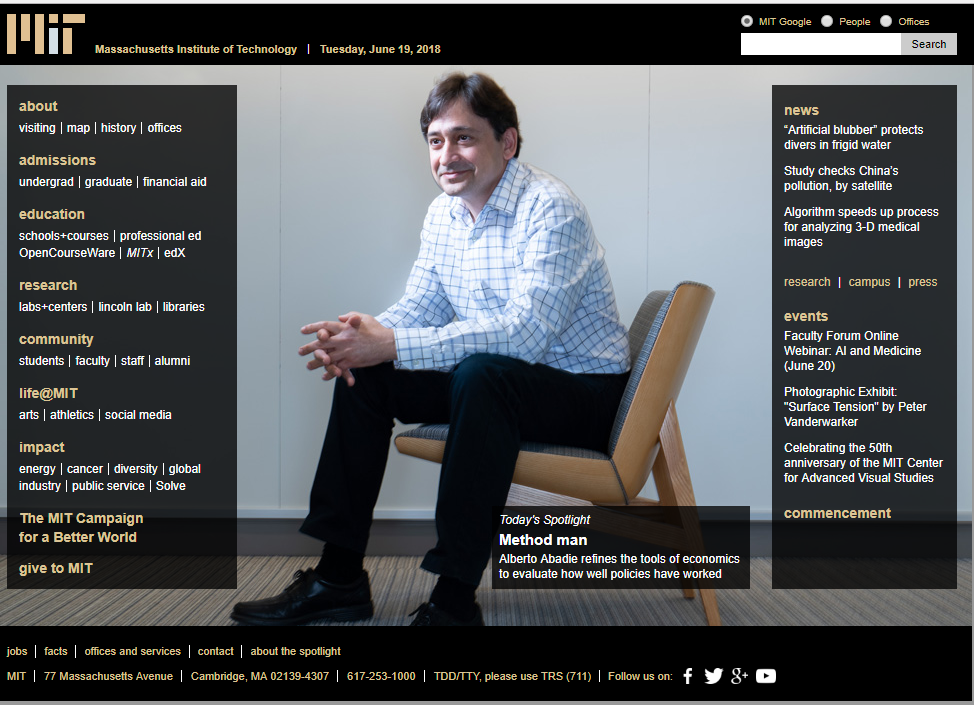 MIT
Massachusetts Institute of Technology | Tuesday, June 19, 2018
MIT Google People Offices
Search
about
visiting | map | history | offices
admissions
undergrad | graduate | financial aid
education
schools+courses | professional ed
OpenCourseWare | MITx | edX
research
labs+centers | lincoln lab | libraries
community
students | faculty | staff | alumni
life@MIT
arts | athletics | social media
impact
energy | cancer | diversity | global
industry | public service | Solve
The MIT Campaign
for a Better World
give to MIT
Today's Spotlight
Method man
Alberto Abadie refines the tools of economics
to evaluate how well policies have worked
news
“Artificial blubber” protects
divers in frigid water
Study checks China's
pollution, by satellite
Algorithm speeds up process
for analyzing 3-D medical
images
research | campus | press
events
Faculty Forum Online
Webinar: AI and Medicine
(June 20)
Photographic Exhibit:
"Surface Tension" by Peter
Vanderwarker
Celebrating the 50th
anniversary of the MIT Center
for Advanced Visual Studies
commencement
jobs | facts | offices and services | contact | about the spotlight
MIT | 77 Massachusetts Avenue | Cambridge, MA 02139-4307 | 617-253-1000 | TDD/TTY, please use TRS (711) | Follow us on: